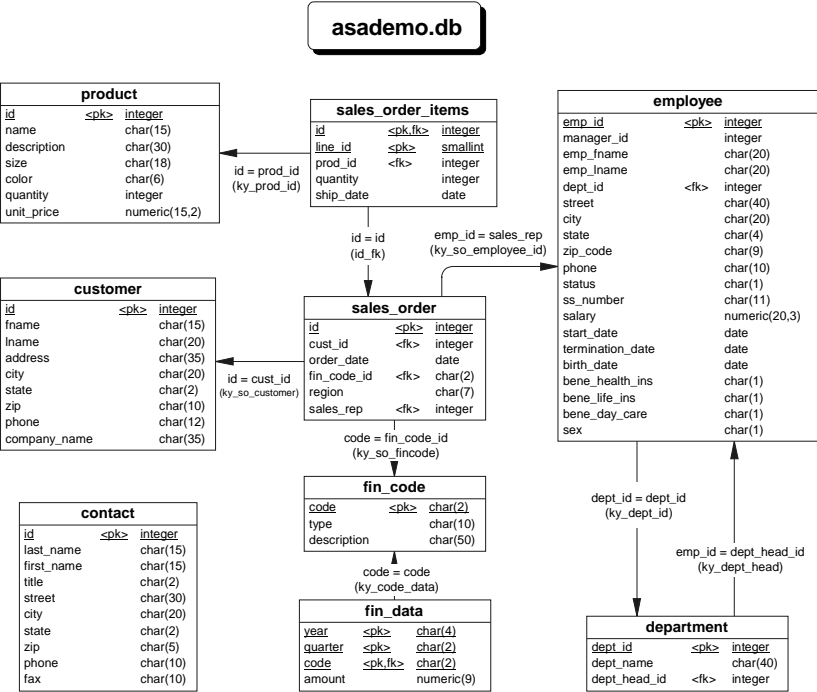 asademo.db
product
id <pk> integer
name char(15)
description char(30)
size char(18)
color char(6)
quantity integer
unit_price numeric(15,2)
id = prod_id
(ky_prod_id)
sales_order_items
id <pk,fk> integer
line_id <pk> smallint
prod_id <fk> integer
quantity integer
ship_date date
id = id
(id_fk)
emp_id = sales_rep
(ky_so_employee_id)
employee
emp_id <pk> integer
manager_id integer
emp_fname char(20)
emp_lname char(20)
dept_id <fk> integer
street char(40)
city char(20)
state char(4)
zip_code char(9)
phone char(10)
status char(1)
ss_number char(11)
salary numeric(20,3)
start_date date
termination_date date
birth_date date
bene_health_ins char(1)
bene_life_ins char(1)
bene_day_care char(1)
sex char(1)
customer
id <pk> integer
fname char(15)
lname char(20)
address char(35)
city char(20)
state char(2)
zip char(10)
phone char(12)
company_name char(35)
id = cust_id
(ky_so_customer)
sales_order
id <pk> integer
cust_id <fk> integer
order_date date
fin_code_id <fk> char(2)
region char(7)
sales_rep <fk> integer
code = fin_code_id
(ky_so_fincode)
fin_code
code <pk> char(2)
type char(10)
description char(50)
code = code
(ky_code_data)
fin_data
year <pk> char(4)
quarter <pk> char(2)
code <pk,fk> char(2)
amount numeric(9)
contact
id <pk> integer
last_name char(15)
first_name char(15)
title char(2)
street char(30)
city char(20)
state char(2)
zip char(5)
phone char(10)
fax char(10)
dept_id = dept_id
(ky_dept_id)
emp_id = dept_head_id
(ky_dept_head)
department
dept_id <pk> integer
dept_name char(40)
dept_head_id <fk> integer